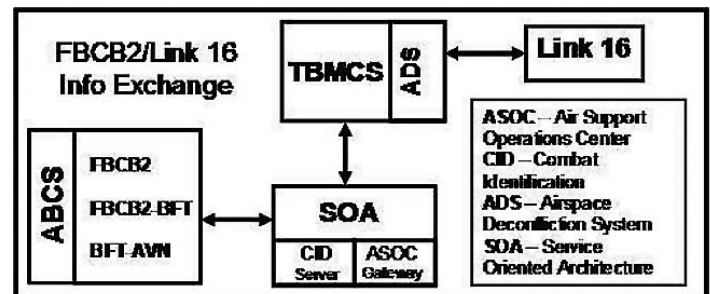 FBCB2/Link 16
Info Exchange
TBMCS
ADS
Link 16
ABCS
FBCB2
FBCB2-BFT
BFT-AVN
SOA
CID
Server
ASOC
Gateway
ASOC – Air Support
Operations Center
CID – Combat
Identification
ADS – Airspace
Deconfliction System
SOA – Service
Oriented Architecture